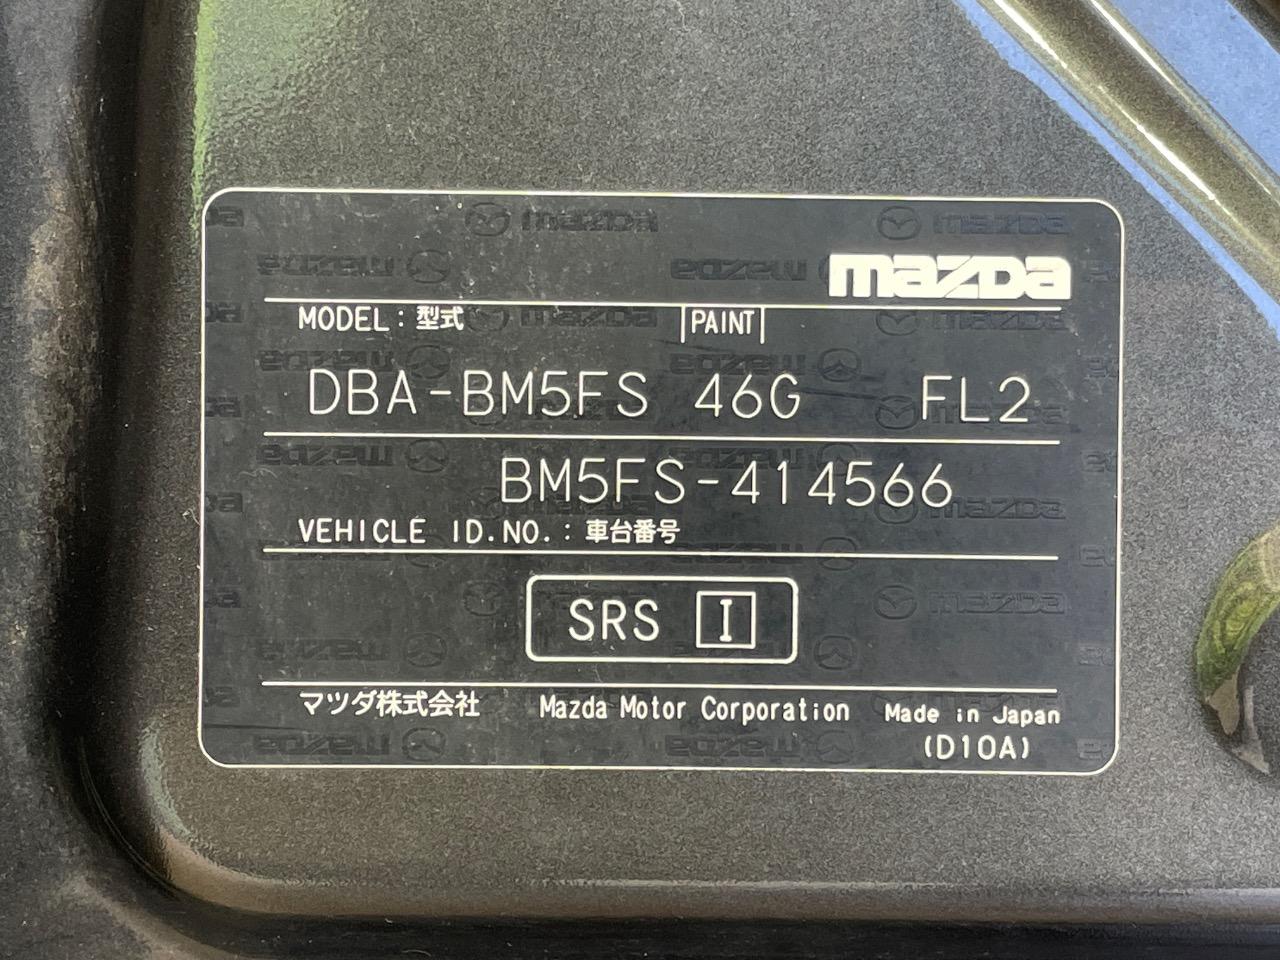 mazda
MODEL : 型式 PAINT
DBA-BM5FS 46G FL2
BM5FS-414566
VEHICLE ID.NO. : 車台番号
SRS I
マツダ株式会社 Mazda Motor Corporation Made in Japan
(D10A)